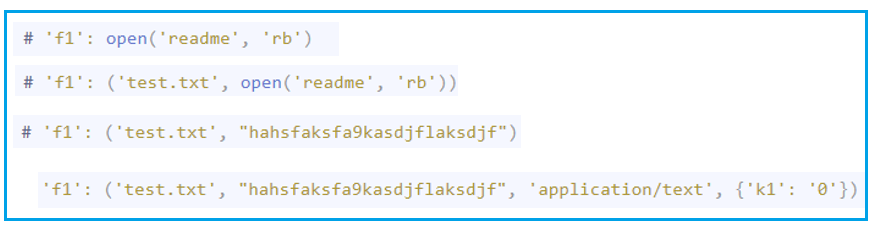 # 'f1': open('readme', 'rb')
# 'f1': ('test.txt', open('readme', 'rb'))
# 'f1': ('test.txt', "hahsfaksfa9kasdjflaksdjf")
'f1': ('test.txt', "hahsfaksfa9kasdjflaksdjf", 'application/text', {'k1': '0'})